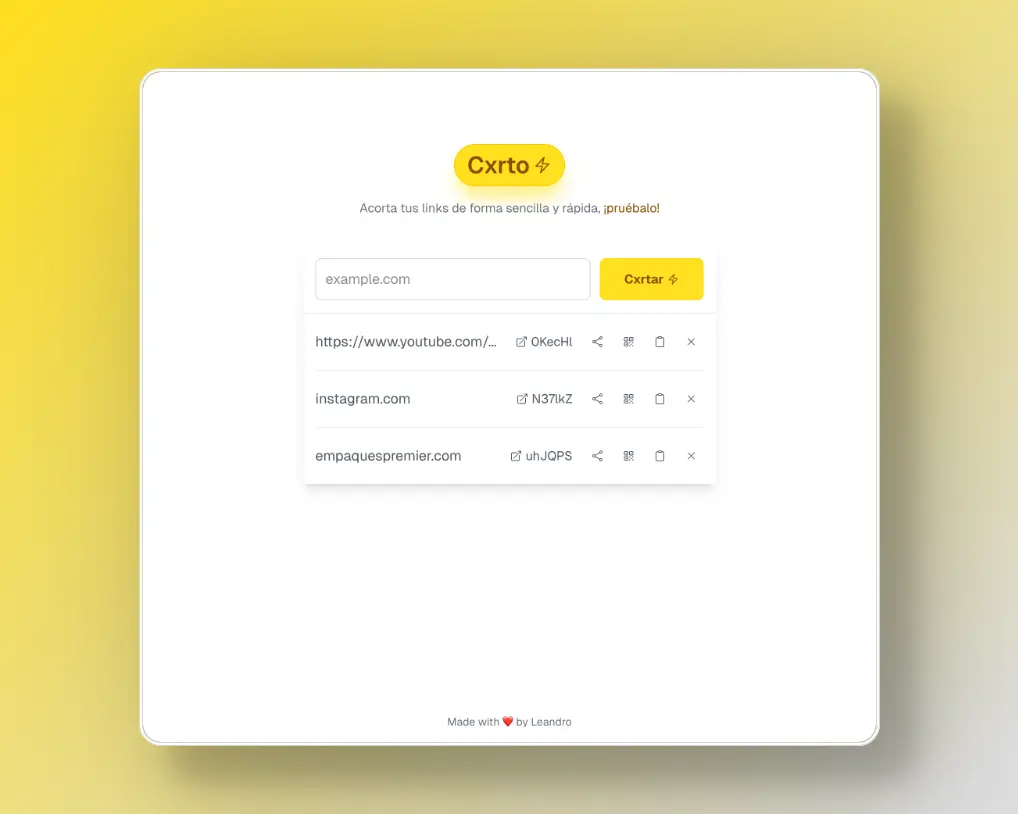 Cxrto
Acorta tus links de forma sencilla y rápida, ¡pruébalo!
example.com
Cxrtar
https://www.youtube.com/... 0KecHl
instagram.com N37lkZ
empaquespremier.com uhJQPS
Made with ❤️ by Leandro